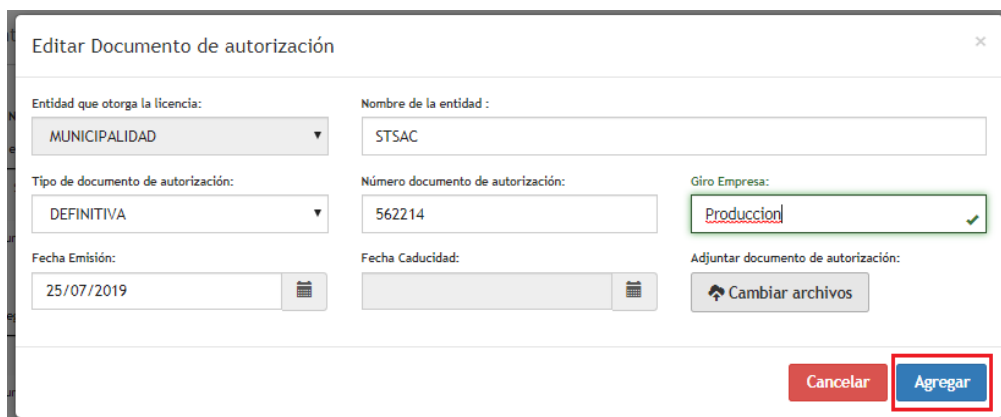 Editar Documento de autorización
×
Entidad que otorga la licencia:
Nombre de la entidad :
MUNICIPALIDAD
STSAC
Tipo de documento de autorización:
Número documento de autorización:
Giro Empresa:
DEFINITIVA
562214
Produccion
Fecha Emisión:
Fecha Caducidad:
Adjuntar documento de autorización:
25/07/2019
Cambiar archivos
Cancelar
Agregar